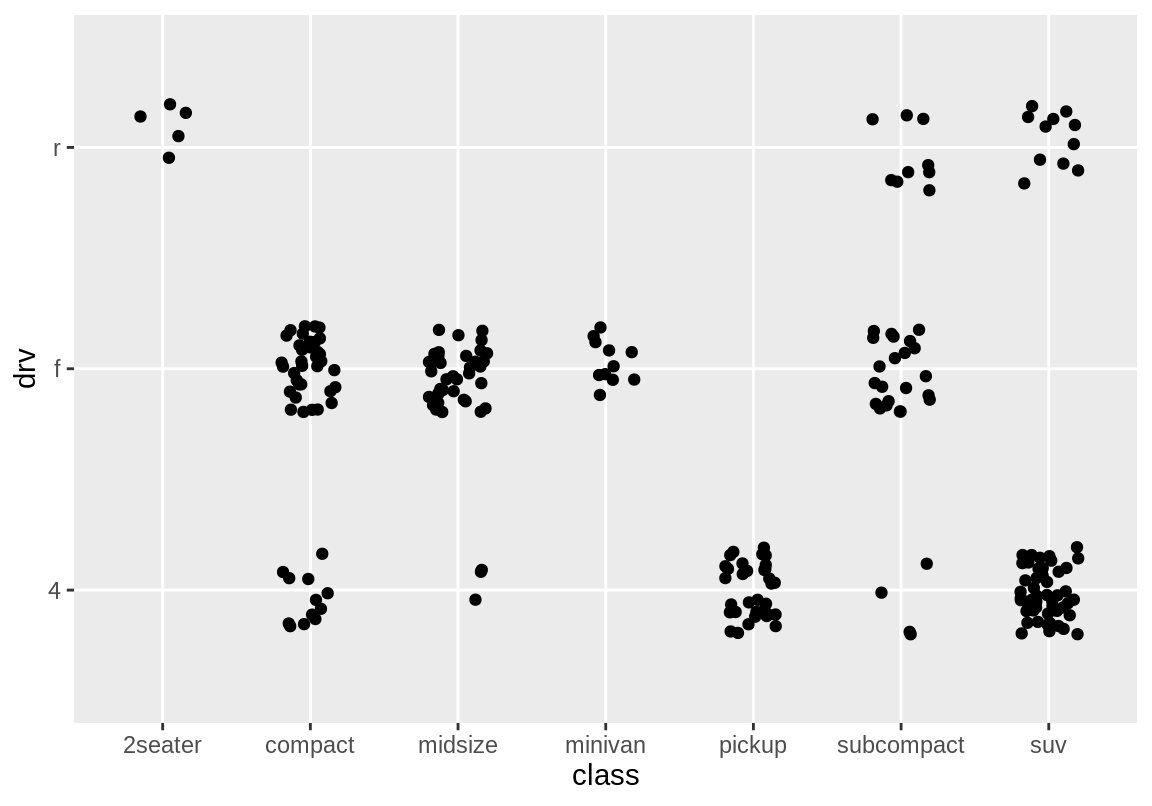 drv
r
f
4
2seater compact midsize minivan pickup subcompact suv
class